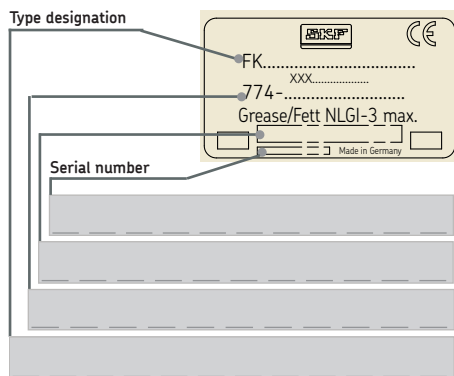 Type designation
SKF CE
FK................................
XXX...................
774-..........................
Grease/Fett NLGI-3 max.
Made in Germany
Serial number